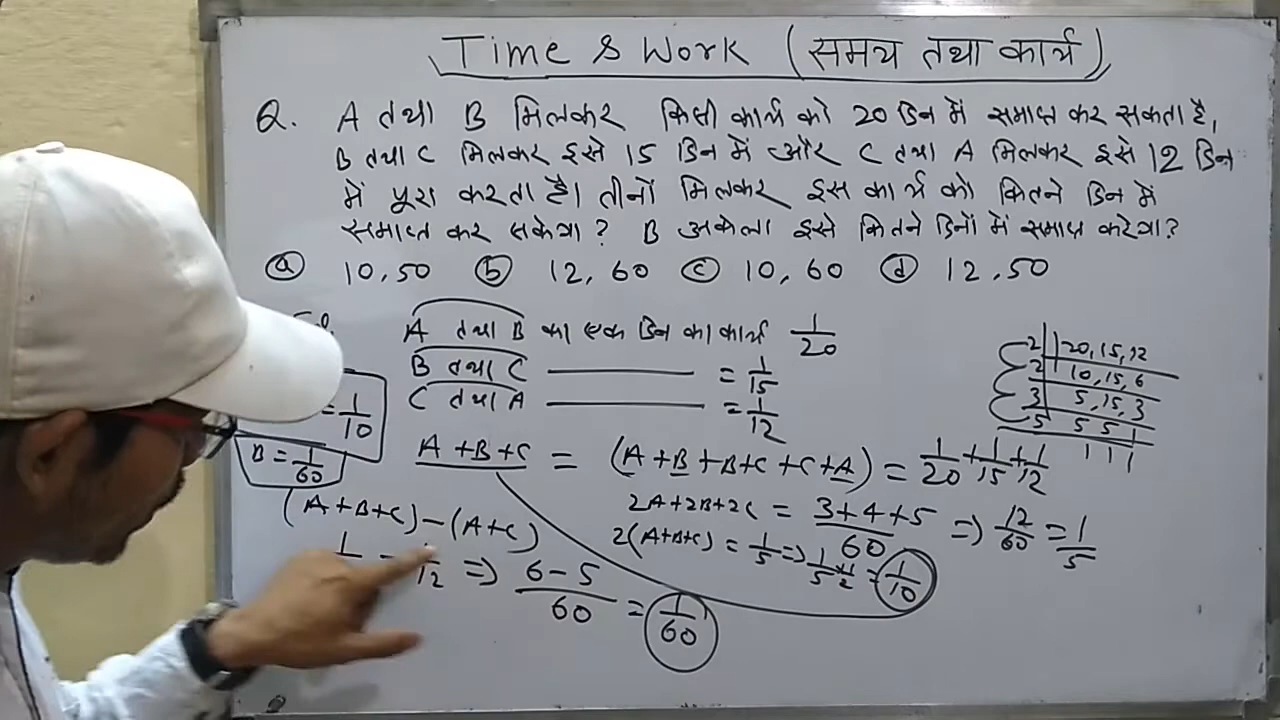 Time & Work (समय तथा कार्य)
Q. A तथा B मिलकर किसी कार्य को 20 दिन में समाप्त कर सकता है,
B तथा C मिलकर इसे 15 दिन में और C तथा A मिलकर इसे 12 दिन
में पूरा करता है। तीनों मिलकर इस कार्य को कितने दिन में
समाप्त कर सकेगा? B अकेला इसे कितने दिनों में समाप्त करेगा?
ⓐ 10,50 ⓑ 12,60 ⓒ 10,60 ⓓ 12,50
A तथा B का एक दिन का कार्य 1/20
B तथा C = 1/15
C तथा A = 1/12
2 | 20,15,12
2 | 10,15,6
3 | 5,15,3
5 | 5 5 1
1 1 1
= 1/10
B = 1/60
A+B+C = (A+B+B+C+C+A) = 1/20+1/15+1/12
2A+2B+2C = 3+4+5/60 => 12/60 = 1/5
2(A+B+C) = 1/5 => 1/5×1/2 = 1/10
(A+B+C)-(A+C)
1 - 12 => 6-5/60 = 1/60